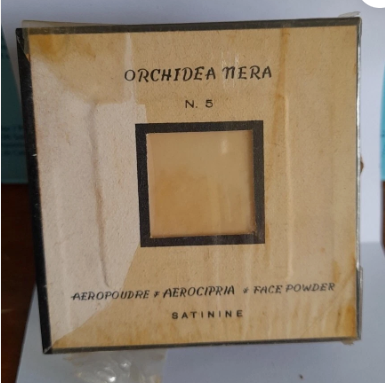 ORCHIDEA NERA
N. 5
AEROPOUDRE * AEROCIPRIA * FACE POWDER
SATININE